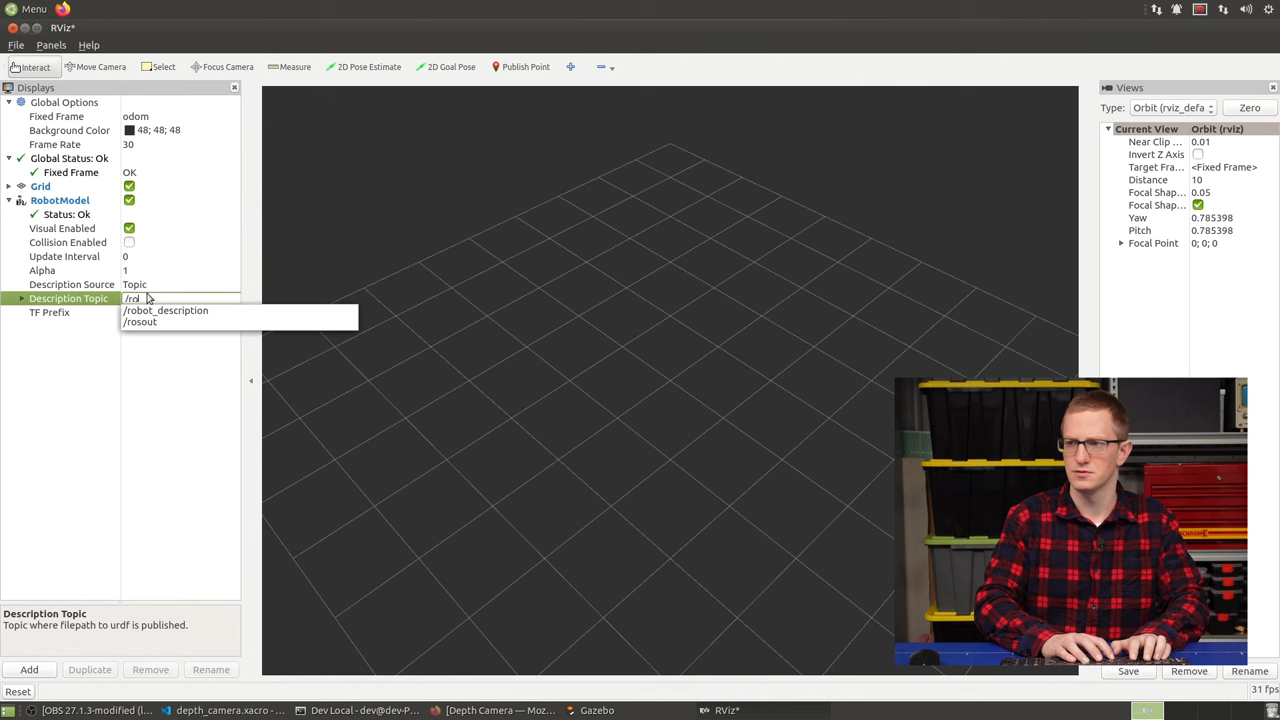 Menu
RViz*
File Panels Help
Interact Move Camera Select Focus Camera Measure 2D Pose Estimate 2D Goal Pose Publish Point
Displays
Global Options
Fixed Frame odom
Background Color 48; 48; 48
Frame Rate 30
Global Status: Ok
Fixed Frame OK
Grid
RobotModel
Status: Ok
Visual Enabled
Collision Enabled
Update Interval 0
Alpha 1
Description Source Topic
Description Topic /ro
TF Prefix
/robot_description
/rosout
Description Topic
Topic where filepath to urdf is published.
Add Duplicate Remove Rename
Reset
Views
Type: Orbit (rviz_defa Zero
Current View Orbit (rviz)
Near Clip ... 0.01
Invert Z Axis
Target Fra... <Fixed Frame>
Distance 10
Focal Shap... 0.05
Focal Shap...
Yaw 0.785398
Pitch 0.785398
Focal Point 0; 0; 0
Save Remove Rename
31 fps
[OBS 27.1.3-modified (l... depth_camera.xacro -... Dev Local - dev@dev-P... [Depth Camera — Moz... Gazebo RViz*